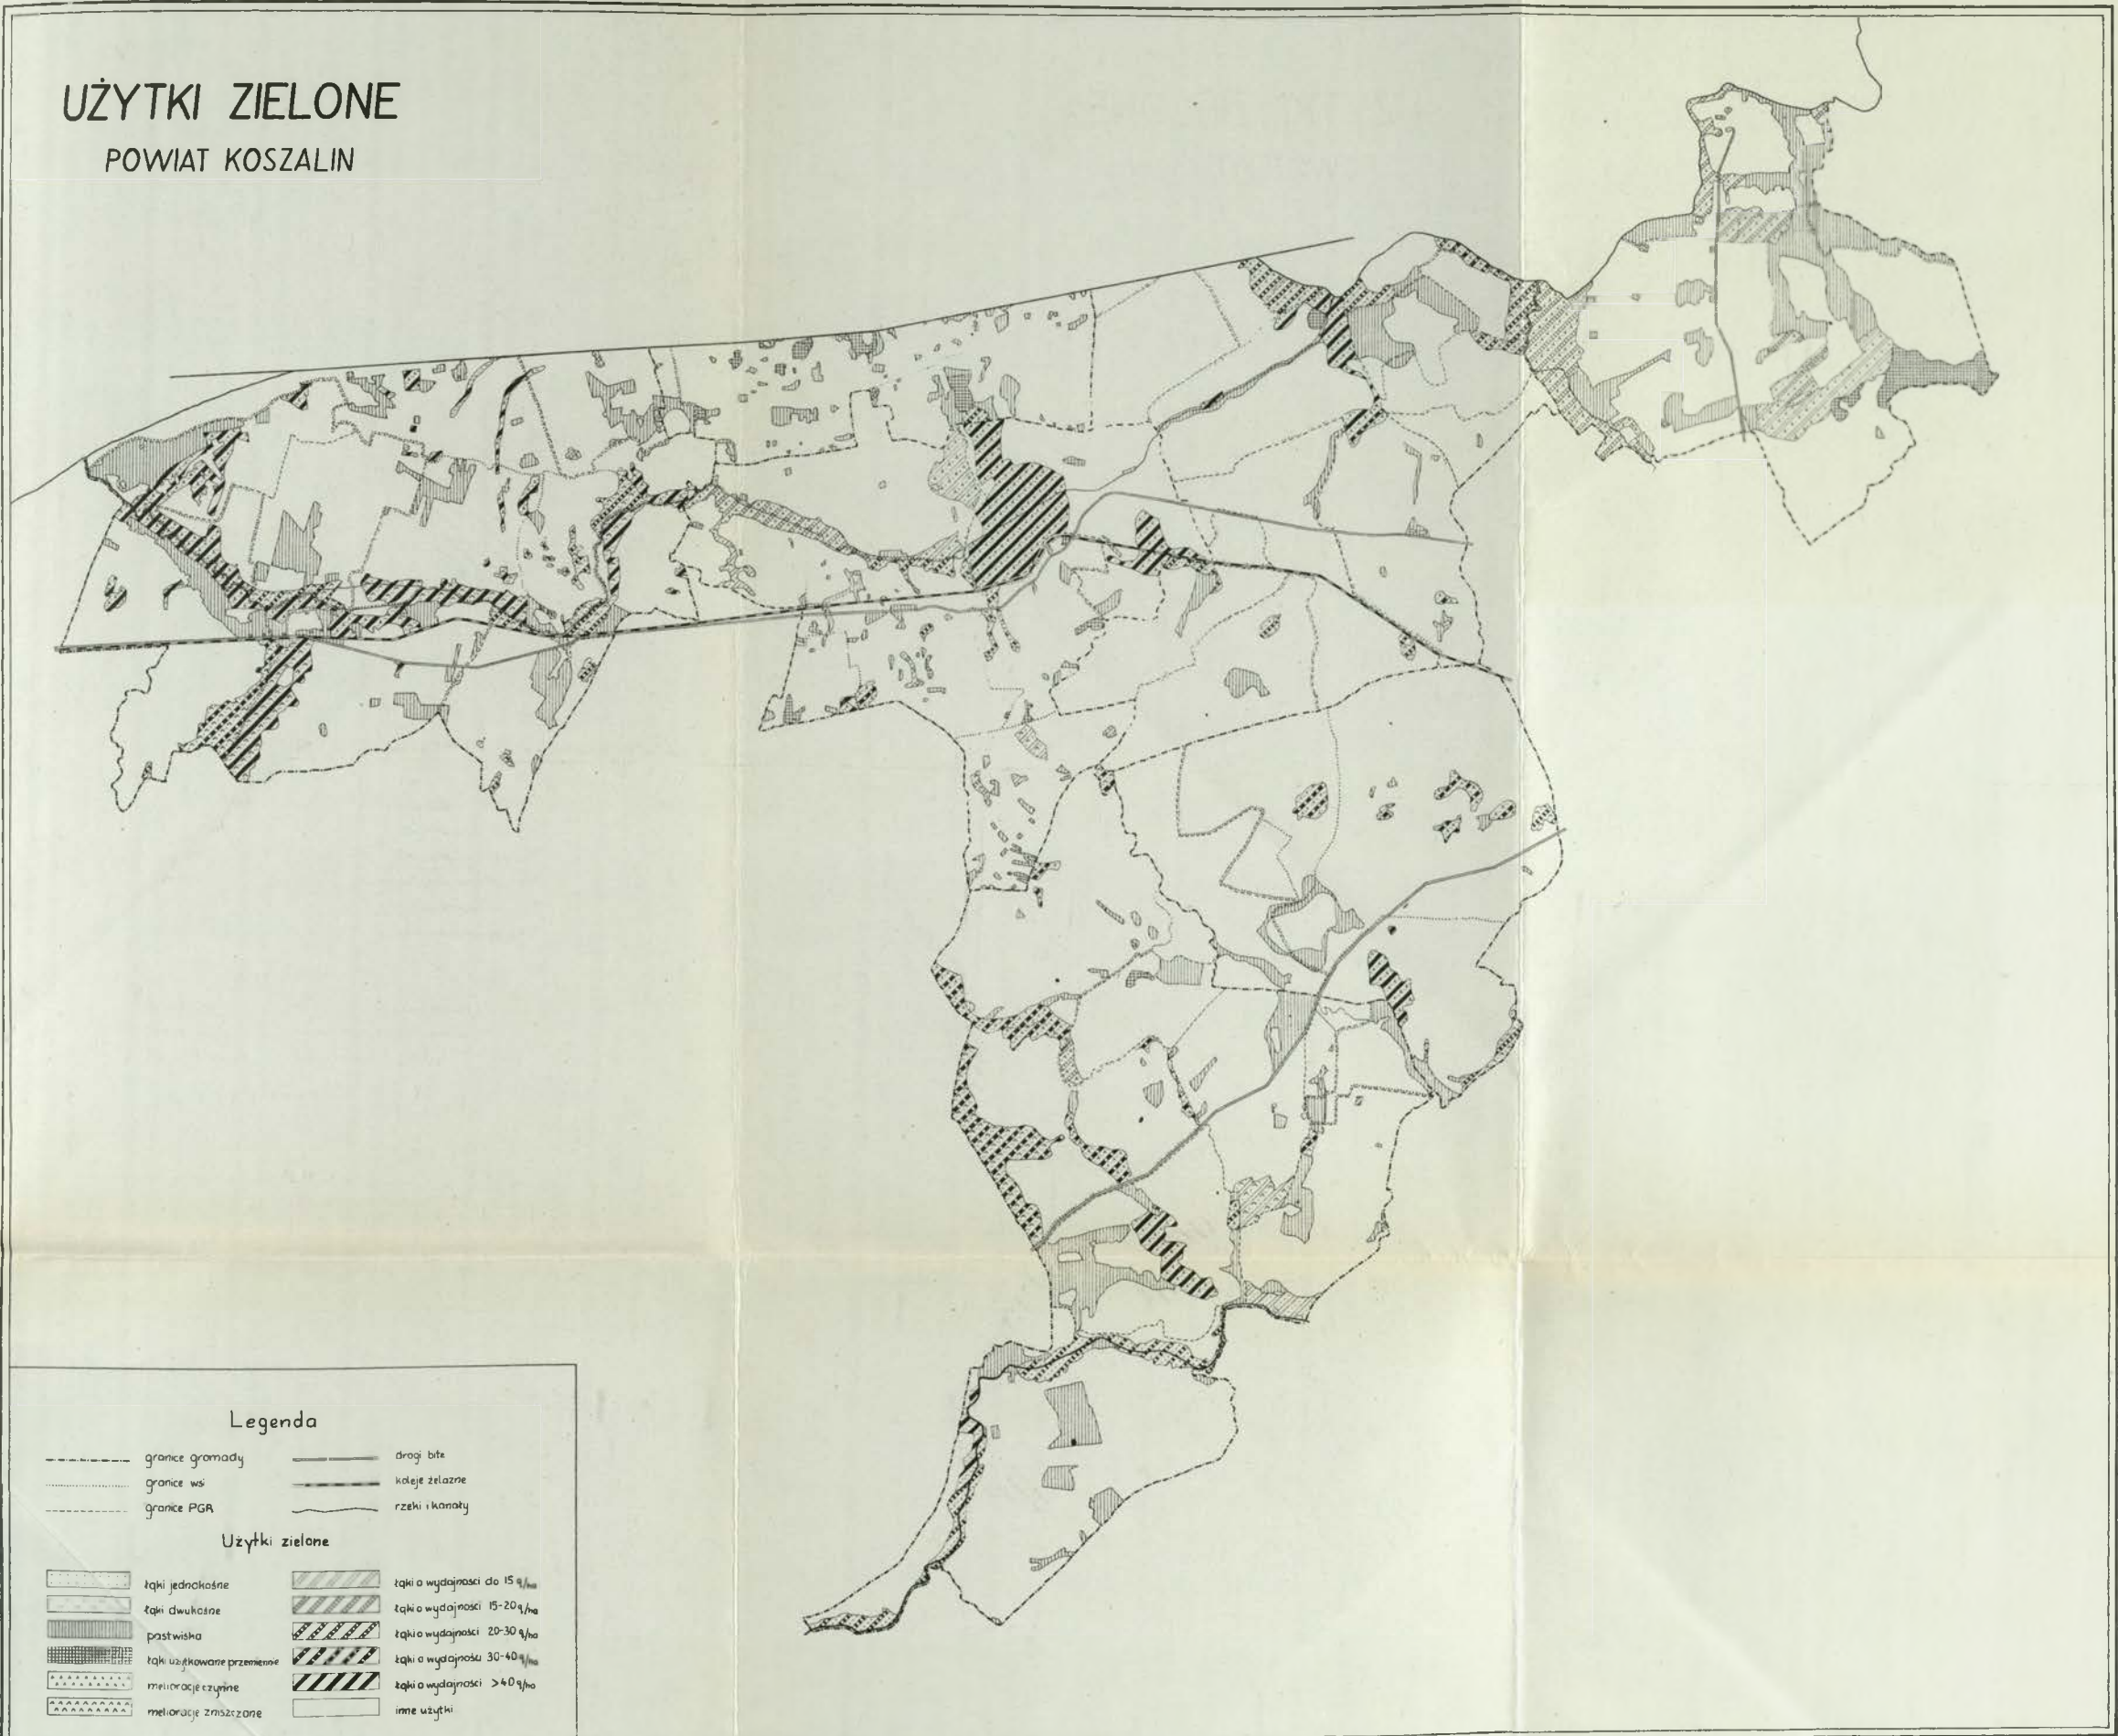 UŻYTKI ZIELONE
POWIAT KOSZALIN
Legenda
granice gromady
granice wsi
granice PGR
drogi bite
koleje żelazne
rzeki i kanały
Użytki zielone
łąki jednokośne
łąki dwukośne
pastwiska
łąki użytkowane przemiennie
melioracje czynne
melioracje zniszczone
łąki o wydajności do 15 q/ha
łąki o wydajności 15-20 q/ha
łąki o wydajności 20-30 q/ha
łąki o wydajności 30-40 q/ha
łąki o wydajności >40 q/ha
inne użytki